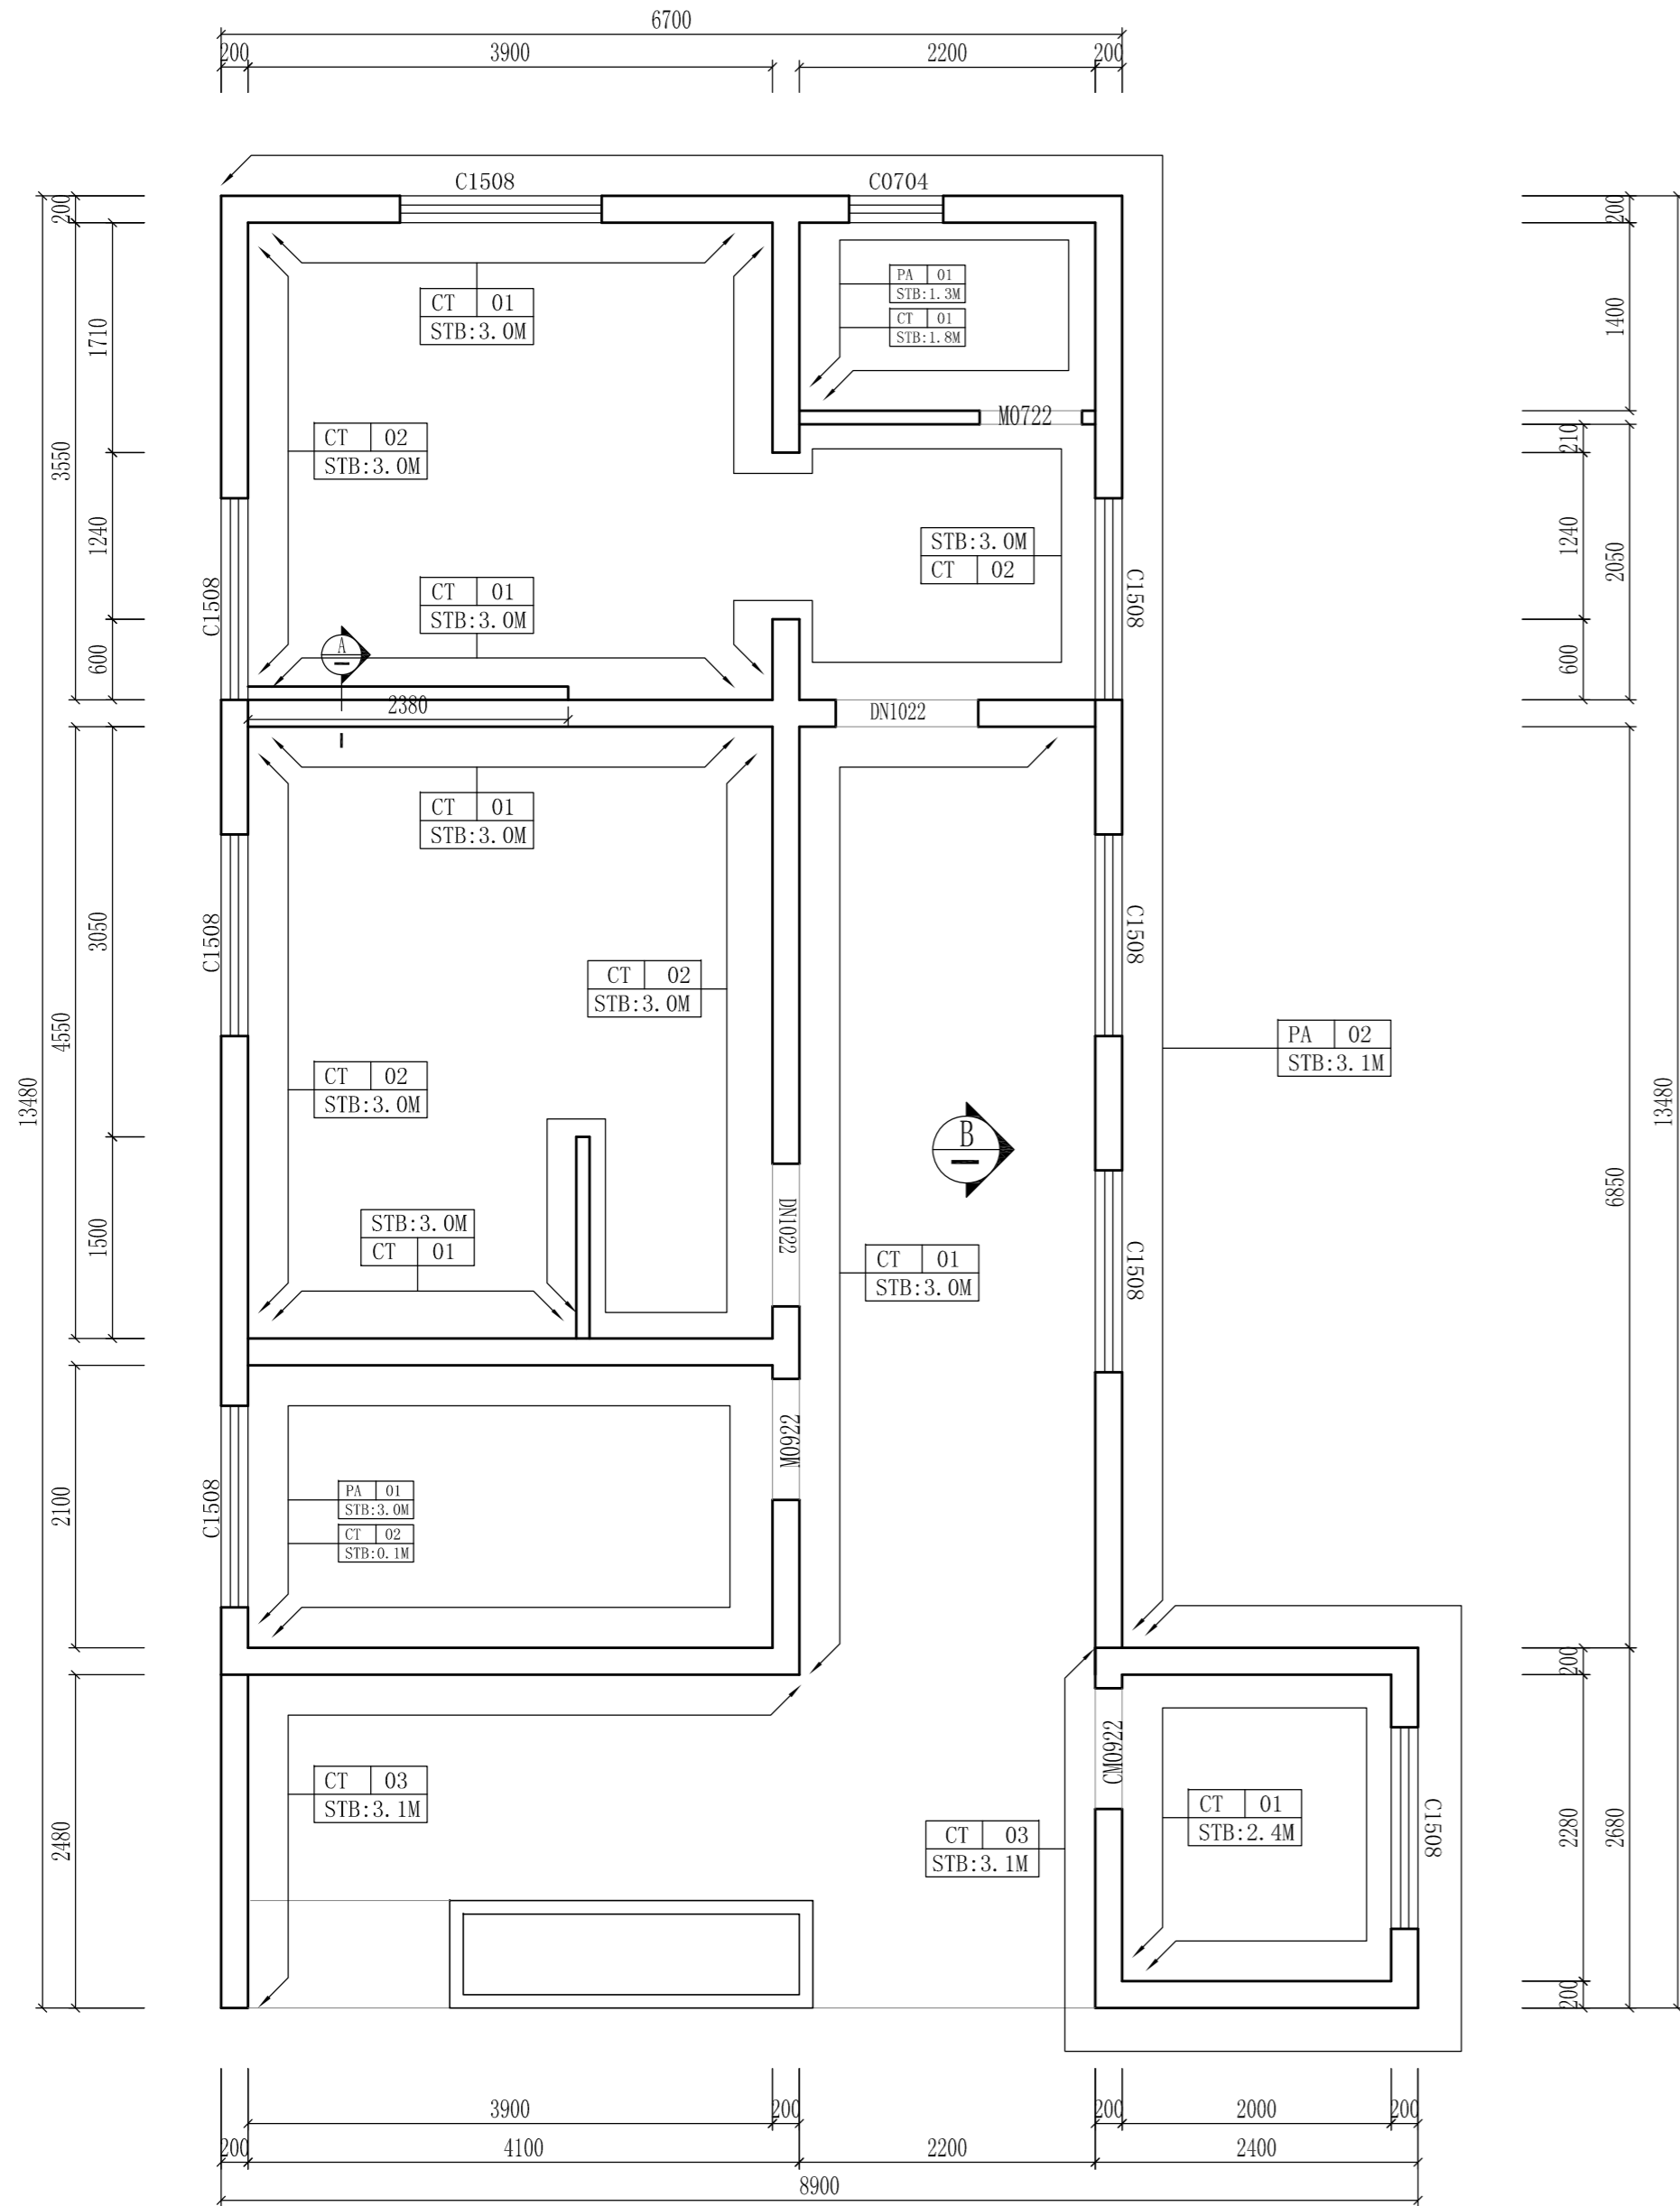 6700
200
3900
2200
200
C1508
C0704
200
200
PA 01
STB:1.3M
CT 01
STB:3.0M
CT 01
STB:1.8M
1710
1400
M0722
CT 02
STB:3.0M
3550
210
1240
STB:3.0M
CT 02
1240
2050
C1508
CT 01
STB:3.0M
C1508
A
600
600
2380
DN1022
CT 01
STB:3.0M
3050
C1508
C1508
CT 02
STB:3.0M
4550
PA 02
STB:3.1M
CT 02
STB:3.0M
13480
13480
B
6850
1500
STB:3.0M
CT 01
DN1022
CT 01
STB:3.0M
C1508
M0922
2100
C1508
PA 01
STB:3.0M
CT 02
STB:0.1M
200
CM0922
CT 03
STB:3.1M
CT 01
STB:2.4M
2480
CT 03
STB:3.1M
C1508
2280
2680
200
3900
200
200
2000
200
200
4100
2200
2400
8900